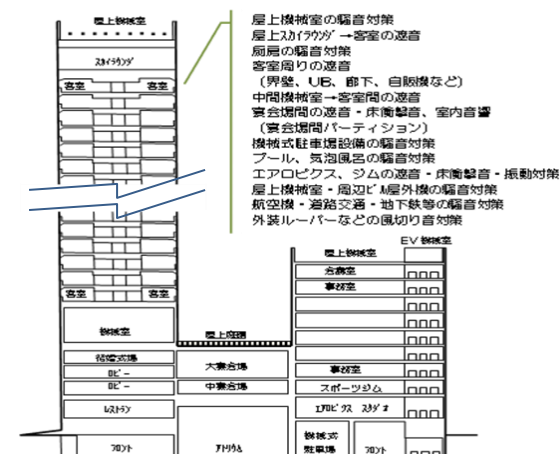 屋上機械室の騒音対策
屋上ｽｶｲﾗｳﾝｼﾞ→客室の遮音
厨房の騒音対策
客室周りの遮音
（界壁、UB、廊下、自販機など）
中間機械室→客室間の遮音
宴会場間の遮音・床衝撃音、室内音響
（宴会場間パーティション）
機械式駐車場設備の騒音対策
プール、気泡風呂の騒音対策
エアロビクス、ジムの遮音・床衝撃音・振動対策
屋上機械室・周辺ﾋﾞﾙ屋外機の騒音対策
航空機・道路交通・地下鉄等の騒音対策
外装ルーバーなどの風切り音対策
屋上機械室
ｽｶｲﾗｳﾝｼﾞ
客室 客室
客室 客室
機械室
結婚式場
ﾛﾋﾞｰ
ﾛﾋﾞｰ
ﾚｽﾄﾗﾝ
ﾌﾛﾝﾄ
屋上庭園
大宴会場
中宴会場
ｱﾄﾘｳﾑ
EV 機械室
屋上機械室
会議室
事務室
事務室
スポーツジム
ｴｱﾛﾋﾞｸｽ ｽﾀｼﾞｵ
機械式
駐車場
ﾌﾛﾝﾄ